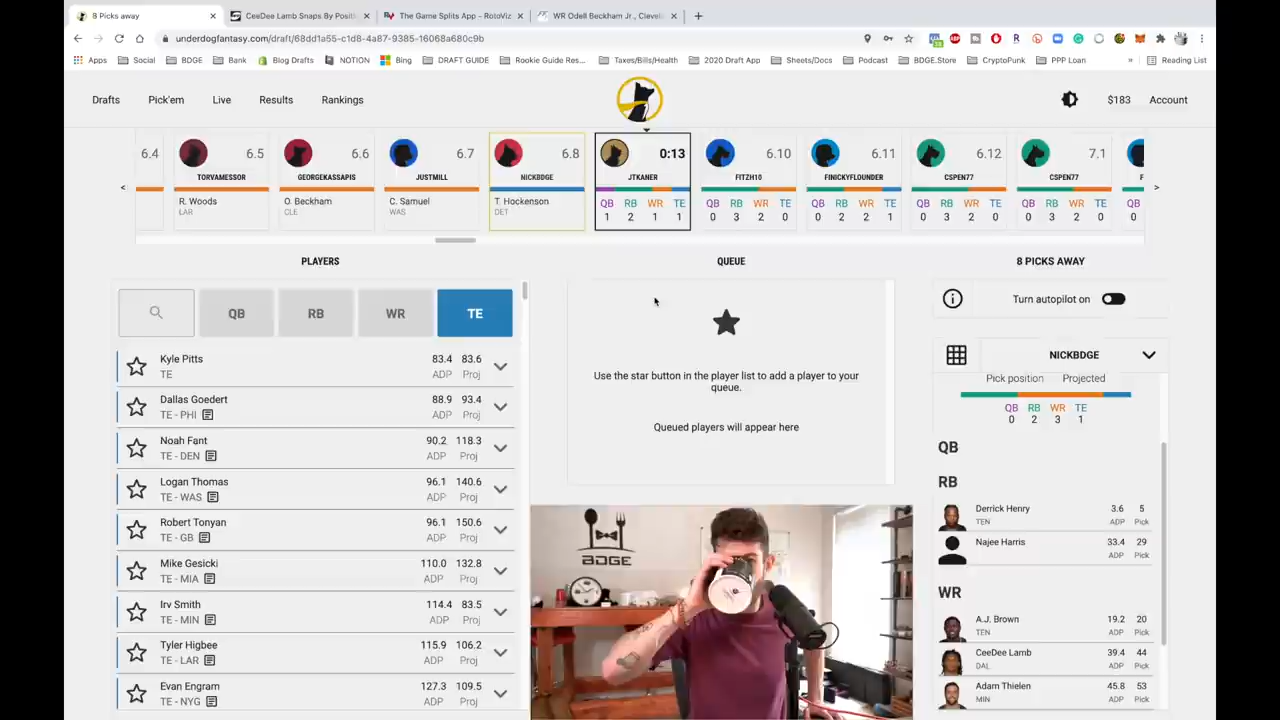 8 Picks away
CeeDee Lamb Snaps By Positi
The Game Splits App - RotoViz
WR Odell Beckham Jr., Clevel
underdogfantasy.com/draft/68dd1a55-c1d8-4a87-9385-16068a680c9b
Apps
Social
BDGE
Bank
Blog Drafts
NOTION
Bing
DRAFT GUIDE
Rookie Guide Res...
Taxes/Bills/Health
2020 Draft App
Sheets/Docs
Podcast
BDGE.Store
CryptoPunk
PPP Loan
»
Reading List
Drafts
Pick'em
Live
Results
Rankings
$183
Account
6.4
6.5
TORVAMESSOR
R. Woods
LAR
6.6
GEORGEKASSAPIS
O. Beckham
CLE
6.7
JUSTMILL
C. Samuel
WAS
6.8
NICKBDGE
T. Hockenson
DET
0:13
JTKANER
QB RB WR TE
1 2 1 1
6.10
FITZH10
QB RB WR TE
0 3 2 0
6.11
FINICKYFLOUNDER
QB RB WR TE
0 2 2 1
6.12
CSPEN77
QB RB WR TE
0 3 2 0
7.1
CSPEN77
QB RB WR TE
0 3 2 0
F
QB
0
<
>
PLAYERS
QB
RB
WR
TE
Kyle Pitts 83.4 83.6
TE ADP Proj
Dallas Goedert 88.9 93.4
TE - PHI ADP Proj
Noah Fant 90.2 118.3
TE - DEN ADP Proj
Logan Thomas 96.1 140.6
TE - WAS ADP Proj
Robert Tonyan 96.1 150.6
TE - GB ADP Proj
Mike Gesicki 110.0 132.8
TE - MIA ADP Proj
Irv Smith 114.4 83.5
TE - MIN ADP Proj
Tyler Higbee 115.9 106.2
TE - LAR ADP Proj
Evan Engram 127.3 109.5
TE - NYG ADP Proj
QUEUE
Use the star button in the player list to add a player to your
queue.
Queued players will appear here
BDGE
8 PICKS AWAY
Turn autopilot on
NICKBDGE
Pick position Projected
QB RB WR TE
0 2 3 1
QB
RB
Derrick Henry 3.6 5
TEN ADP Pick
Najee Harris 33.4 29
ADP Pick
WR
A.J. Brown 19.2 20
TEN ADP Pick
CeeDee Lamb 39.4 44
DAL ADP Pick
Adam Thielen 45.8 53
MIN ADP Pick